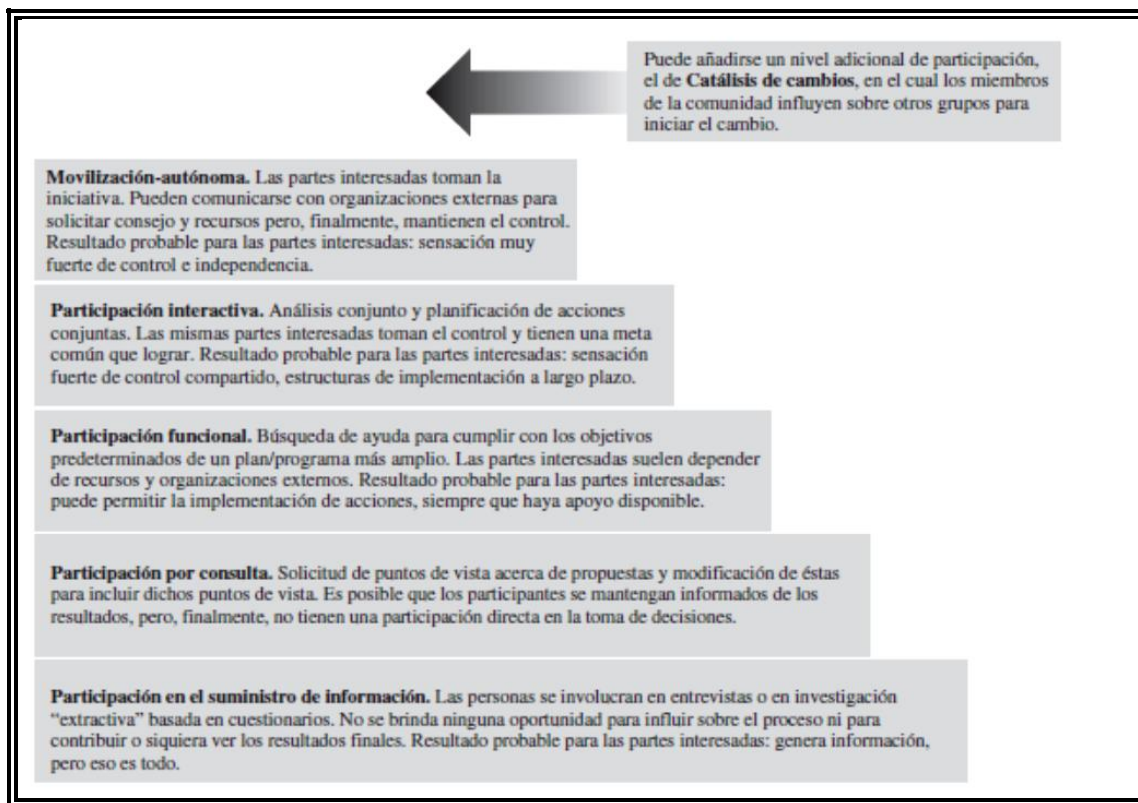 Puede añadirse un nivel adicional de participación,
el de Catálisis de cambios, en el cual los miembros
de la comunidad influyen sobre otros grupos para
iniciar el cambio.
Movilización-autónoma. Las partes interesadas toman la
iniciativa. Pueden comunicarse con organizaciones externas para
solicitar consejo y recursos pero, finalmente, mantienen el control.
Resultado probable para las partes interesadas: sensación muy
fuerte de control e independencia.
Participación interactiva. Análisis conjunto y planificación de acciones
conjuntas. Las mismas partes interesadas toman el control y tienen una meta
común que lograr. Resultado probable para las partes interesadas: sensación
fuerte de control compartido, estructuras de implementación a largo plazo.
Participación funcional. Búsqueda de ayuda para cumplir con los objetivos
predeterminados de un plan/programa más amplio. Las partes interesadas suelen depender
de recursos y organizaciones externos. Resultado probable para las partes interesadas:
puede permitir la implementación de acciones, siempre que haya apoyo disponible.
Participación por consulta. Solicitud de puntos de vista acerca de propuestas y modificación de éstas
para incluir dichos puntos de vista. Es posible que los participantes se mantengan informados de los
resultados, pero, finalmente, no tienen una participación directa en la toma de decisiones.
Participación en el suministro de información. Las personas se involucran en entrevistas o en investigación
“extractiva” basada en cuestionarios. No se brinda ninguna oportunidad para influir sobre el proceso ni para
contribuir o siquiera ver los resultados finales. Resultado probable para las partes interesadas: genera información,
pero eso es todo.